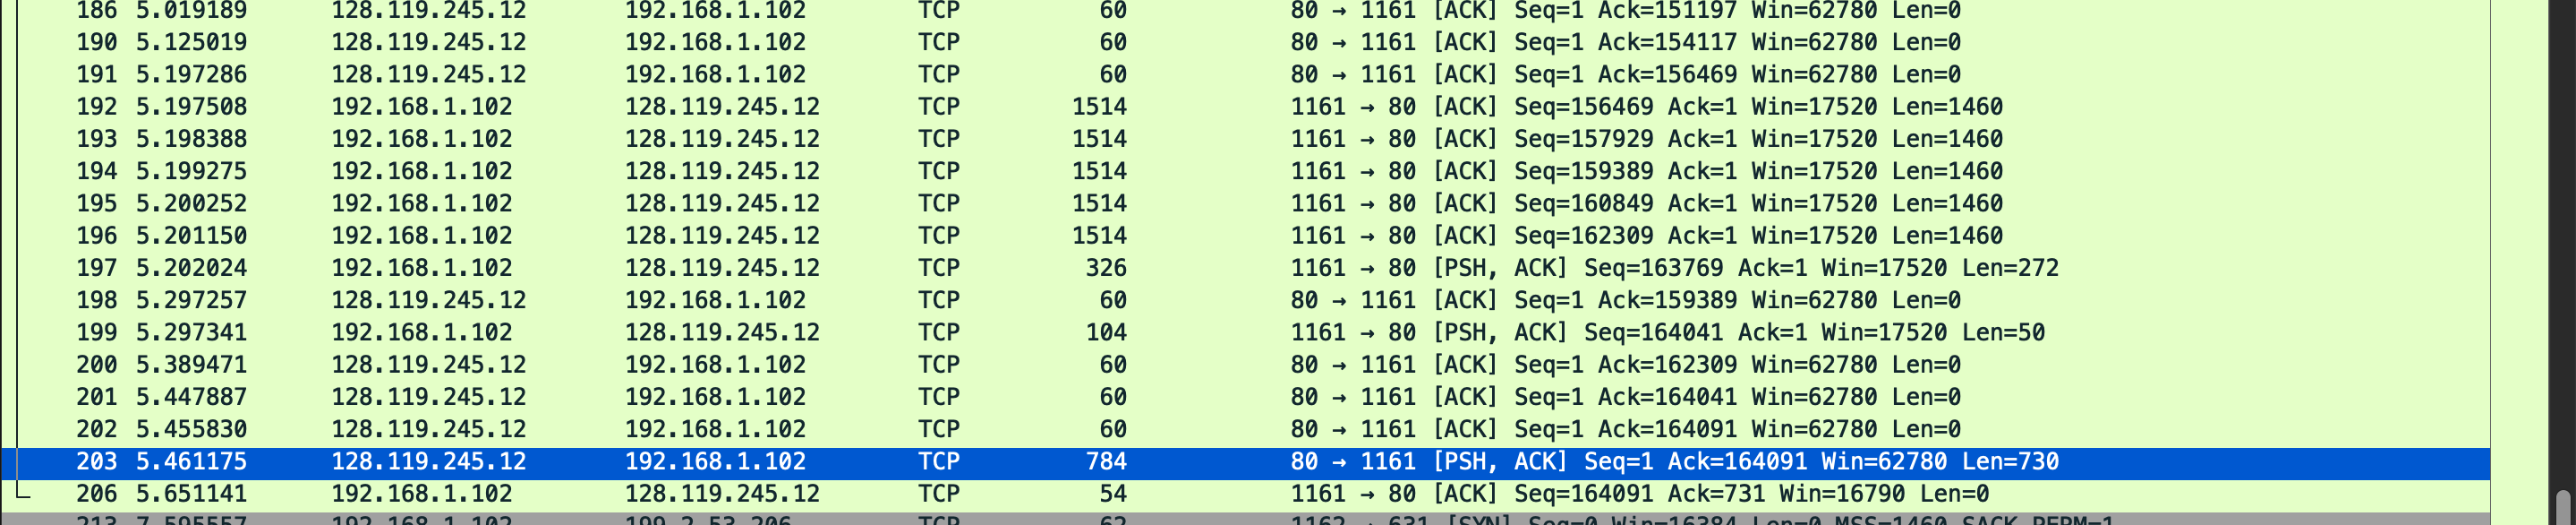 186 5.019189 128.119.245.12 192.168.1.102 TCP 60 80 → 1161 [ACK] Seq=1 Ack=151197 Win=62780 Len=0
190 5.125019 128.119.245.12 192.168.1.102 TCP 60 80 → 1161 [ACK] Seq=1 Ack=154117 Win=62780 Len=0
191 5.197286 128.119.245.12 192.168.1.102 TCP 60 80 → 1161 [ACK] Seq=1 Ack=156469 Win=62780 Len=0
192 5.197508 192.168.1.102 128.119.245.12 TCP 1514 1161 → 80 [ACK] Seq=156469 Ack=1 Win=17520 Len=1460
193 5.198388 192.168.1.102 128.119.245.12 TCP 1514 1161 → 80 [ACK] Seq=157929 Ack=1 Win=17520 Len=1460
194 5.199275 192.168.1.102 128.119.245.12 TCP 1514 1161 → 80 [ACK] Seq=159389 Ack=1 Win=17520 Len=1460
195 5.200252 192.168.1.102 128.119.245.12 TCP 1514 1161 → 80 [ACK] Seq=160849 Ack=1 Win=17520 Len=1460
196 5.201150 192.168.1.102 128.119.245.12 TCP 1514 1161 → 80 [ACK] Seq=162309 Ack=1 Win=17520 Len=1460
197 5.202024 192.168.1.102 128.119.245.12 TCP 326 1161 → 80 [PSH, ACK] Seq=163769 Ack=1 Win=17520 Len=272
198 5.297257 128.119.245.12 192.168.1.102 TCP 60 80 → 1161 [ACK] Seq=1 Ack=159389 Win=62780 Len=0
199 5.297341 192.168.1.102 128.119.245.12 TCP 104 1161 → 80 [PSH, ACK] Seq=164041 Ack=1 Win=17520 Len=50
200 5.389471 128.119.245.12 192.168.1.102 TCP 60 80 → 1161 [ACK] Seq=1 Ack=162309 Win=62780 Len=0
201 5.447887 128.119.245.12 192.168.1.102 TCP 60 80 → 1161 [ACK] Seq=1 Ack=164041 Win=62780 Len=0
202 5.455830 128.119.245.12 192.168.1.102 TCP 60 80 → 1161 [ACK] Seq=1 Ack=164091 Win=62780 Len=0
203 5.461175 128.119.245.12 192.168.1.102 TCP 784 80 → 1161 [PSH, ACK] Seq=1 Ack=164091 Win=62780 Len=730
206 5.651141 192.168.1.102 128.119.245.12 TCP 54 1161 → 80 [ACK] Seq=164091 Ack=731 Win=16790 Len=0
213 7.595557 192.168.1.102 199.2.53.206 TCP 62 1162 → 631 [SYN] Seq=0 Win=16384 Len=0 MSS=1460 SACK_PERM=1